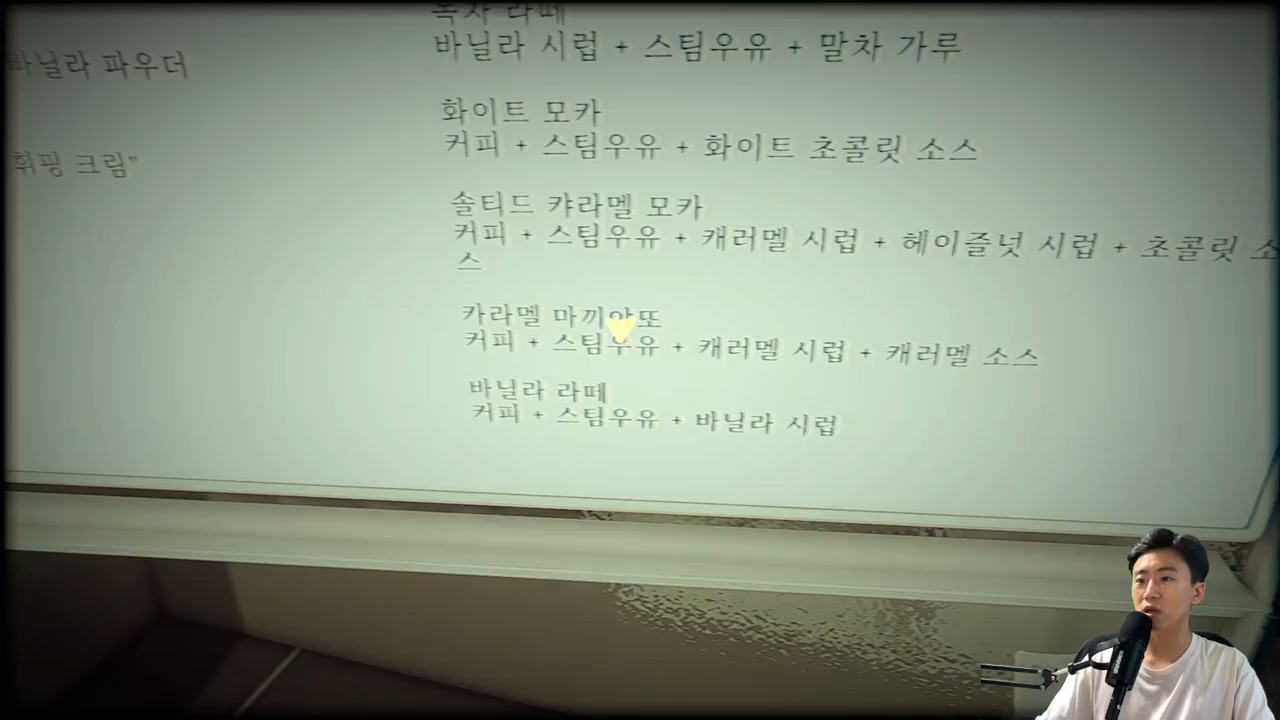 녹차 라떼
바닐라 시럽 + 스팀우유 + 말차 가루
바닐라 파우더
화이트 모카
커피 + 스팀우유 + 화이트 초콜릿 소스
휘핑 크림"
솔티드 캬라멜 모카
커피 + 스팀우유 + 캐러멜 시럽 + 헤이즐넛 시럽 + 초콜릿 소
스
카라멜 마끼아또
커피 + 스팀우유 + 캐러멜 시럽 + 캐러멜 소스
바닐라 라떼
커피 + 스팀우유 + 바닐라 시럽